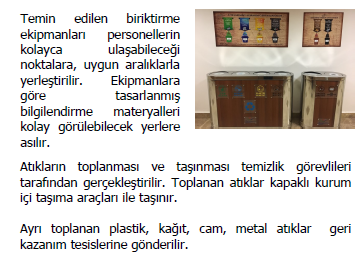 Temin edilen biriktirme
ekipmanları personellerin
kolayca ulaşabileceği
noktalara, uygun aralıklarla
yerleştirilir. Ekipmanlara
göre tasarlanmış
bilgilendirme materyalleri
kolay görülebilecek yerlere
asılır.
Atıkların toplanması ve taşınması temizlik görevlileri
tarafından gerçekleştirilir. Toplanan atıklar kapaklı kurum
içi taşıma araçları ile taşınır.
Ayrı toplanan plastik, kağıt, cam, metal atıklar geri
kazanım tesislerine gönderilir.